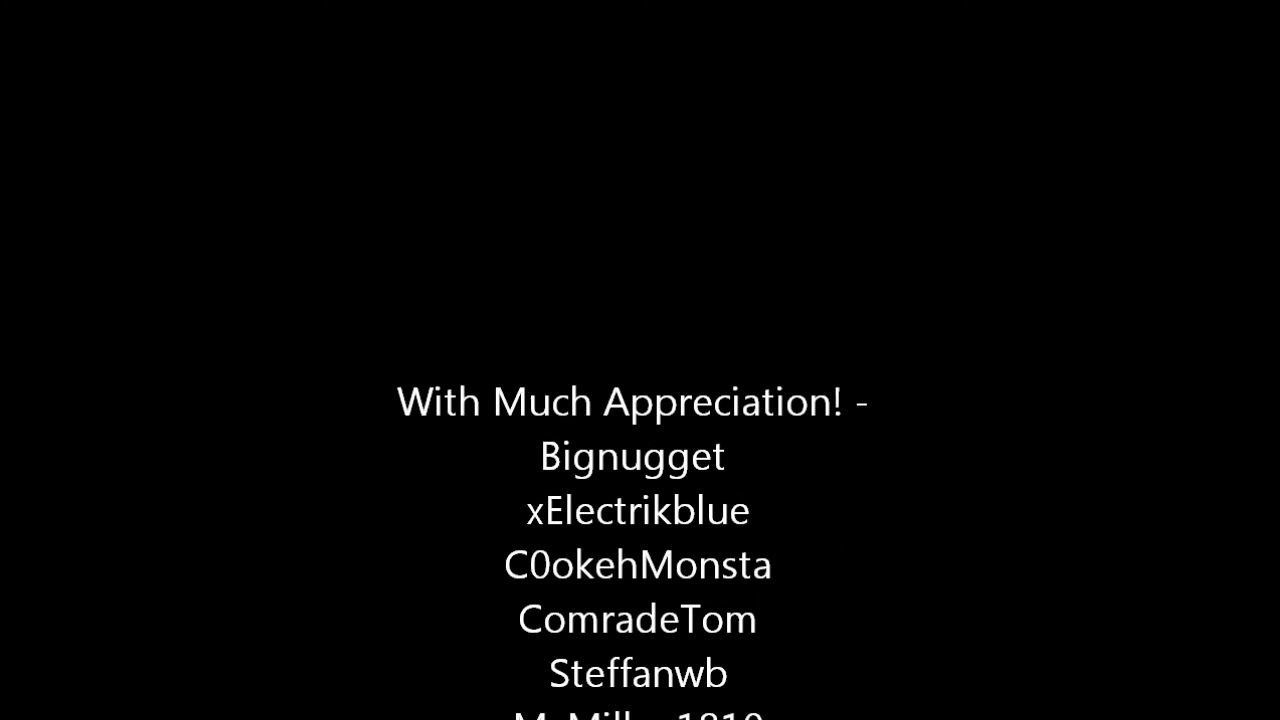 With Much Appreciation! -
Bignugget
xElectrikblue
C0okehMonsta
ComradeTom
Steffanwb